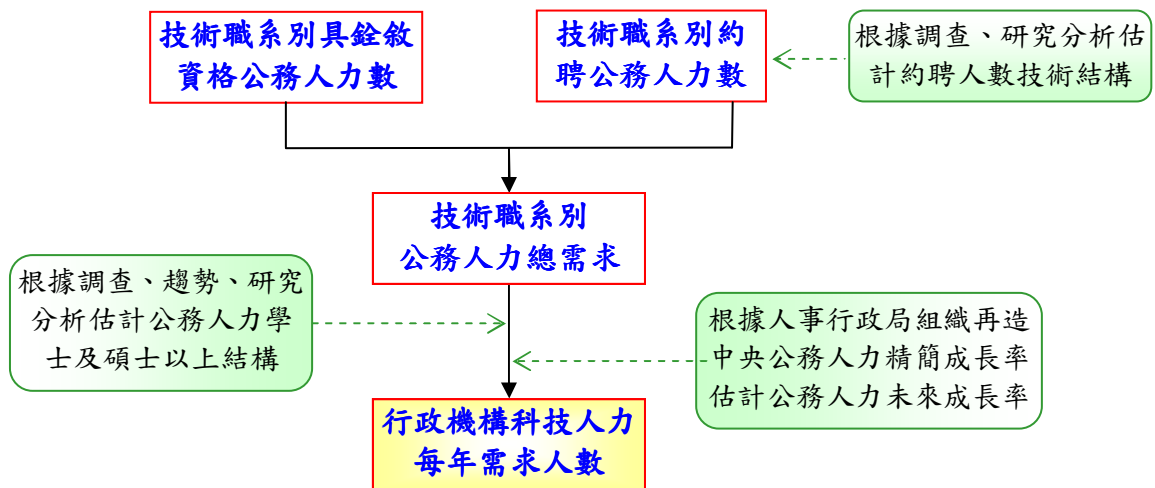 技術職系別具銓敘
資格公務人力數
技術職系別約
聘公務人力數
根據調查、研究分析估
計約聘人數技術結構
技術職系別
公務人力總需求
根據調查、趨勢、研究
分析估計公務人力學
士及碩士以上結構
根據人事行政局組織再造
中央公務人力精簡成長率
估計公務人力未來成長率
行政機構科技人力
每年需求人數